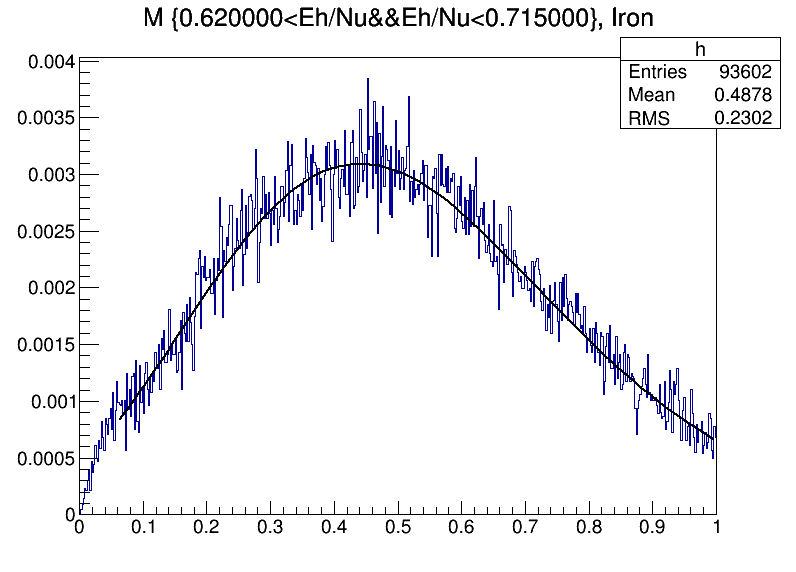 M {0.620000<Eh/Nu&&Eh/Nu<0.715000}, Iron
h
Entries 93602
Mean 0.4878
RMS 0.2302
0.004
0.0035
0.003
0.0025
0.002
0.0015
0.001
0.0005
0
0 0.1 0.2 0.3 0.4 0.5 0.6 0.7 0.8 0.9 1